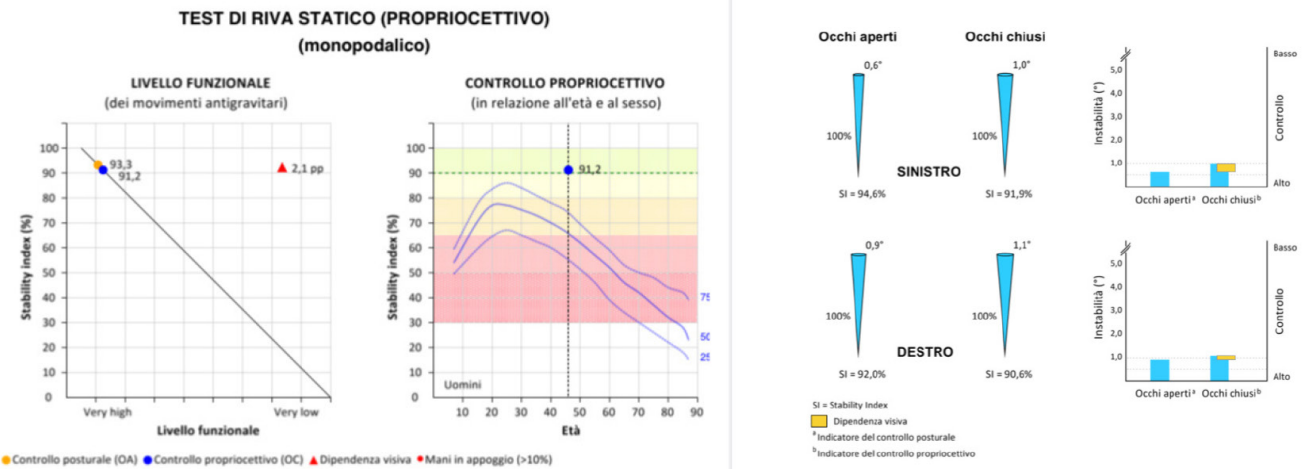 TEST DI RIVA STATICO (PROPRIOCETTIVO)
(monopodalico)
LIVELLO FUNZIONALE
(dei movimenti antigravitari)
Stability index (%)
100
90
80
70
60
50
40
30
20
10
0
93,3
91,2
2,1 pp
Very high
Very low
Livello funzionale
CONTROLLO PROPRIOCETTIVO
(in relazione all'età e al sesso)
Stability index (%)
100
90
80
70
60
50
40
30
20
10
0
91,2
75
50
25
Uomini
10 20 30 40 50 60 70 80 90
Età
Controllo posturale (OA) Controllo propriocettivo (OC) Dipendenza visiva Mani in appoggio (>10%)
Occhi aperti
Occhi chiusi
0,6°
1,0°
100%
100%
SINISTRO
SI = 94,6%
SI = 91,9%
Instabilità (°)
5,0
4,0
3,0
2,0
1,0
Basso
Controllo
Alto
Occhi aperti a Occhi chiusi b
0,9°
1,1°
100%
100%
DESTRO
SI = 92,0%
SI = 90,6%
Instabilità (°)
5,0
4,0
3,0
2,0
1,0
Basso
Controllo
Alto
Occhi aperti a Occhi chiusi b
SI = Stability Index
Dipendenza visiva
a Indicatore del controllo posturale
b Indicatore del controllo propriocettivo